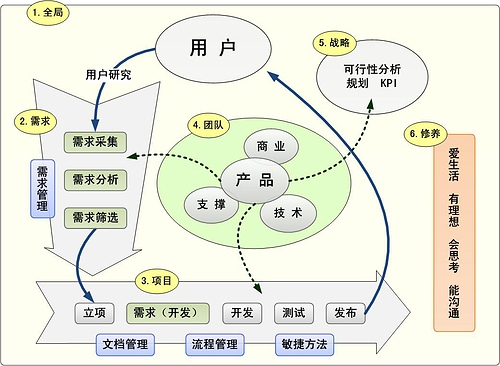 1. 全局
用 户
5. 战略
可行性分析
规划 KPI
用户研究
2. 需求
需求采集
需求分析
需求筛选
需求管理
4. 团队
商 业
产 品
支 撑
技 术
6. 修养
爱生活 有理想 会思考 能沟通
3. 项目
立项
需求（开发）
开发
测试
发布
文档管理
流程管理
敏捷方法